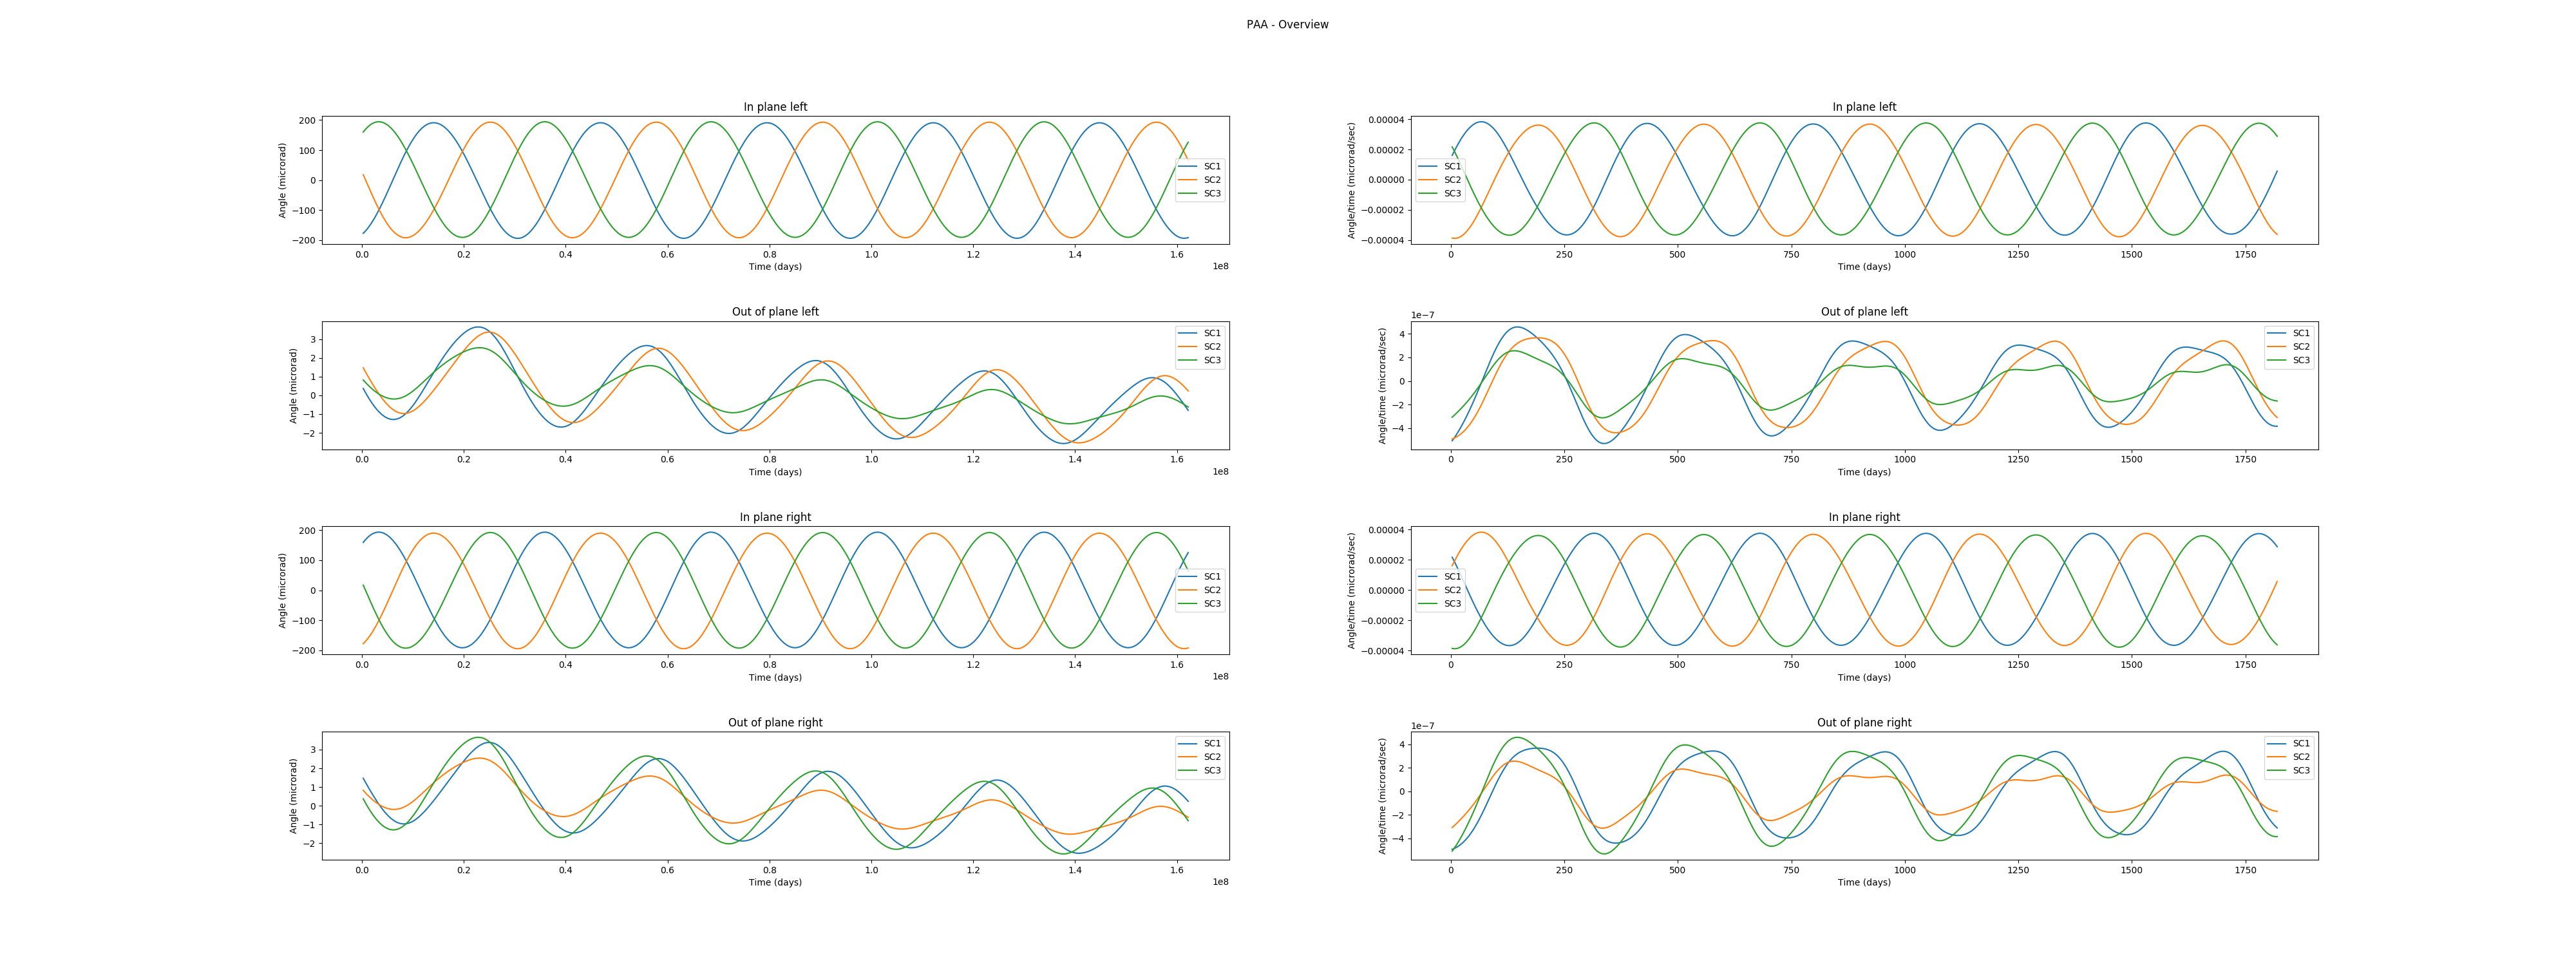 PAA - Overview
In plane left
Angle (microrad)
200
100
0
−100
−200
SC1
SC2
SC3
0.0 0.2 0.4 0.6 0.8 1.0 1.2 1.4 1.6
Time (days)
1e8
In plane left
Angle/time (microrad/sec)
0.00004
0.00002
0.00000
−0.00002
−0.00004
SC1
SC2
SC3
0 250 500 750 1000 1250 1500 1750
Time (days)
Out of plane left
Angle (microrad)
3
2
1
0
−1
−2
SC1
SC2
SC3
0.0 0.2 0.4 0.6 0.8 1.0 1.2 1.4 1.6
Time (days)
1e8
Out of plane left
1e−7
Angle/time (microrad/sec)
4
2
0
−2
−4
SC1
SC2
SC3
0 250 500 750 1000 1250 1500 1750
Time (days)
In plane right
Angle (microrad)
200
100
0
−100
−200
SC1
SC2
SC3
0.0 0.2 0.4 0.6 0.8 1.0 1.2 1.4 1.6
Time (days)
1e8
In plane right
Angle/time (microrad/sec)
0.00004
0.00002
0.00000
−0.00002
−0.00004
SC1
SC2
SC3
0 250 500 750 1000 1250 1500 1750
Time (days)
Out of plane right
Angle (microrad)
3
2
1
0
−1
−2
SC1
SC2
SC3
0.0 0.2 0.4 0.6 0.8 1.0 1.2 1.4 1.6
Time (days)
1e8
Out of plane right
1e−7
Angle/time (microrad/sec)
4
2
0
−2
−4
SC1
SC2
SC3
0 250 500 750 1000 1250 1500 1750
Time (days)